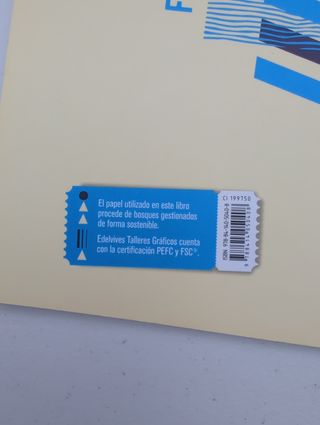 F
El papel utilizado en este libro
procede de bosques gestionados
de forma sostenible.
Edelvives Talleres Gráficos cuenta
con la certificación PEFC y FSC®.
CI 199150